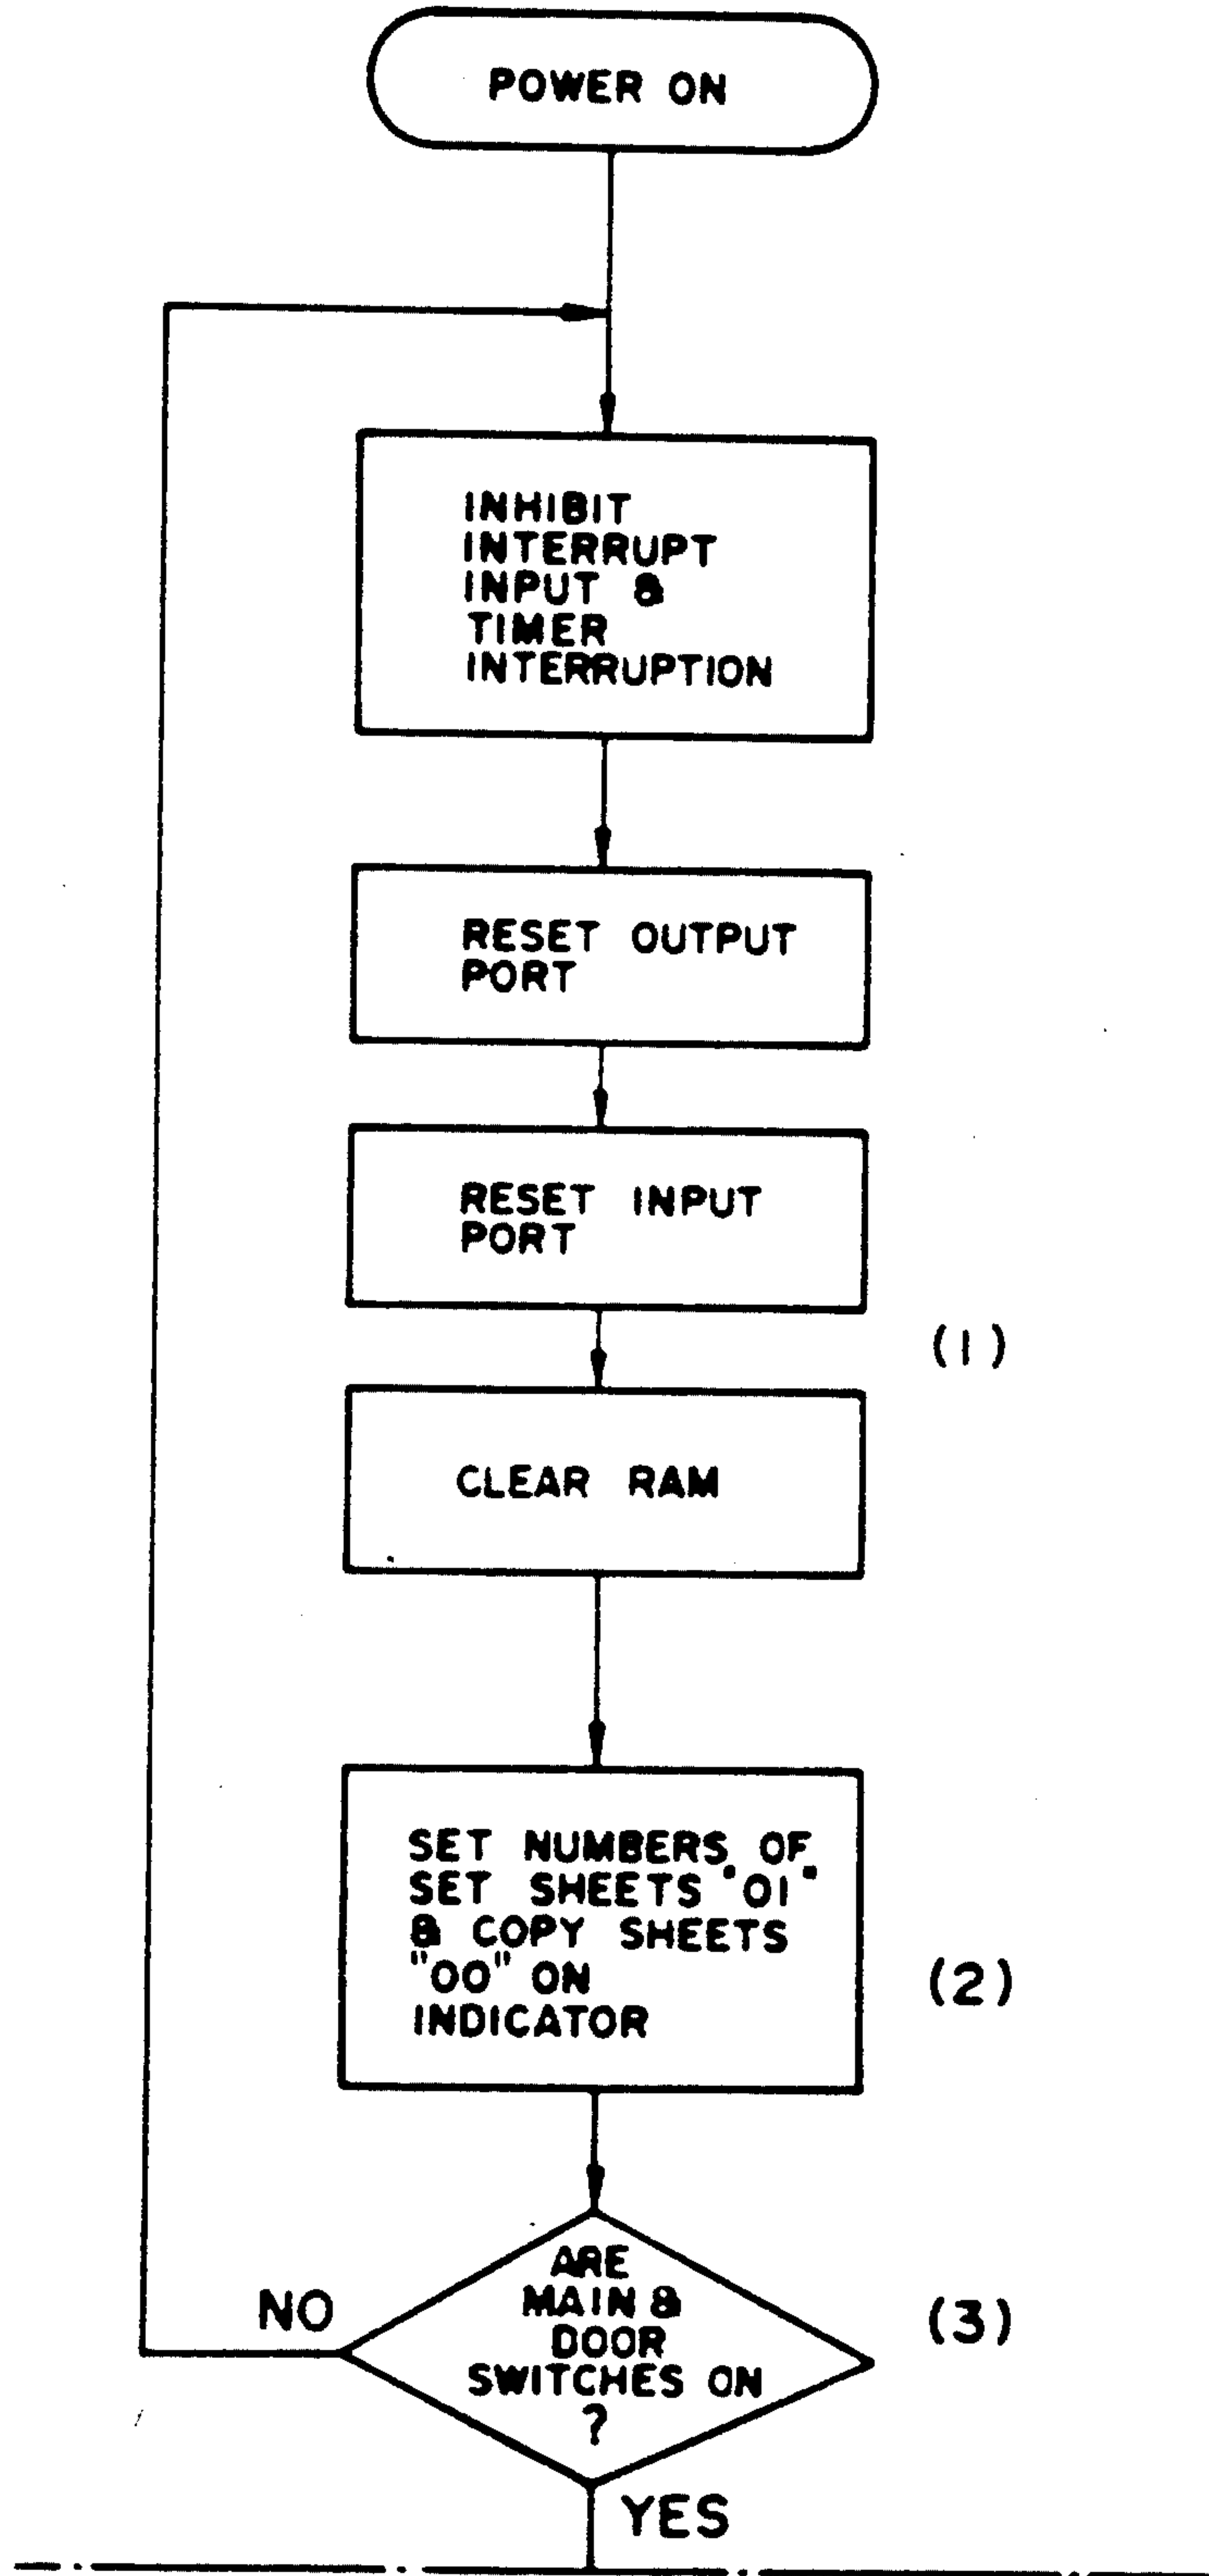 POWER ON
INHIBIT
INTERRUPT
INPUT &
TIMER
INTERRUPTION
RESET OUTPUT
PORT
RESET INPUT
PORT
(1)
CLEAR RAM
SET NUMBERS OF
SET SHEETS "01"
& COPY SHEETS
"00" ON
INDICATOR
(2)
ARE
MAIN &
DOOR
SWITCHES ON
?
NO
(3)
YES